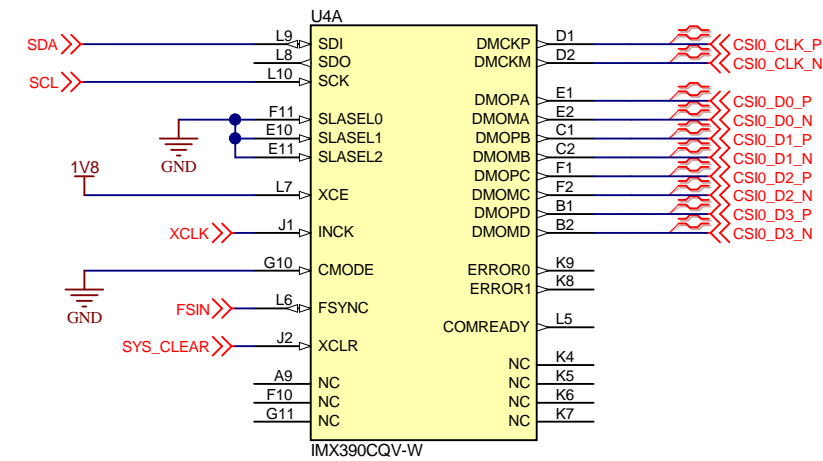 U4A
SDA L9 SDI DMCKP D1 CSI0_CLK_P
L8 SDO DMCKM D2 CSI0_CLK_N
SCL L10 SCK
DMOPA E1 CSI0_D0_P
F11 SLASEL0 DMOMA E2 CSI0_D0_N
E10 SLASEL1 DMOPB C1 CSI0_D1_P
GND E11 SLASEL2 DMOMB C2 CSI0_D1_N
1V8 DMOPC F1 CSI0_D2_P
L7 XCE DMOMC F2 CSI0_D2_N
DMOPD B1 CSI0_D3_P
XCLK J1 INCK DMOMD B2 CSI0_D3_N
G10 CMODE ERROR0 K9
ERROR1 K8
GND FSIN L6 FSYNC
COMREADY L5
SYS_CLEAR J2 XCLR
NC K4
A9 NC NC K5
F10 NC NC K6
G11 NC NC K7
IMX390CQV-W